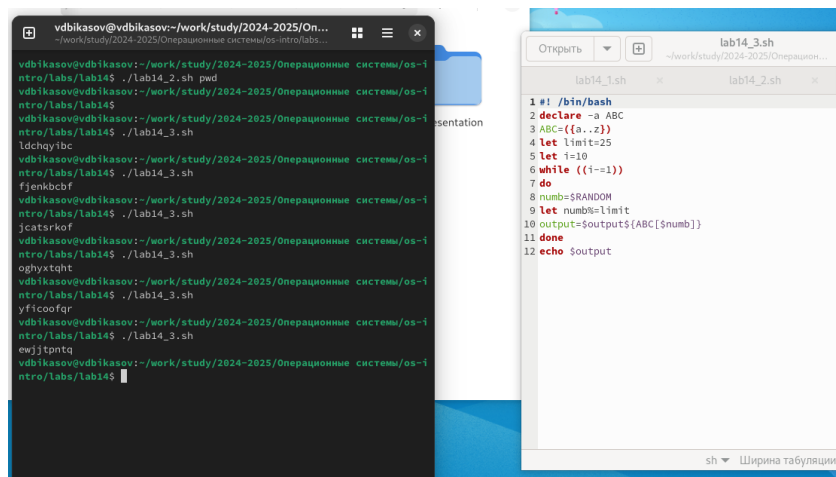 vdbikasov@vdbikasov:~/work/study/2024-2025/Оп...
~/work/study/2024-2025/Операционные системы/os-intro/labs...
vdbikasov@vdbikasov:~/work/study/2024-2025/Операционные системы/os-i
ntro/labs/lab14$ ./lab14_2.sh pwd
vdbikasov@vdbikasov:~/work/study/2024-2025/Операционные системы/os-i
ntro/labs/lab14$
vdbikasov@vdbikasov:~/work/study/2024-2025/Операционные системы/os-i
ntro/labs/lab14$ ./lab14_3.sh
ldchqyibc
vdbikasov@vdbikasov:~/work/study/2024-2025/Операционные системы/os-i
ntro/labs/lab14$ ./lab14_3.sh
fjenkbcbf
vdbikasov@vdbikasov:~/work/study/2024-2025/Операционные системы/os-i
ntro/labs/lab14$ ./lab14_3.sh
jcatsrkof
vdbikasov@vdbikasov:~/work/study/2024-2025/Операционные системы/os-i
ntro/labs/lab14$ ./lab14_3.sh
oghyxtqht
vdbikasov@vdbikasov:~/work/study/2024-2025/Операционные системы/os-i
ntro/labs/lab14$ ./lab14_3.sh
yficoofqr
vdbikasov@vdbikasov:~/work/study/2024-2025/Операционные системы/os-i
ntro/labs/lab14$ ./lab14_3.sh
ewjjtpntq
vdbikasov@vdbikasov:~/work/study/2024-2025/Операционные системы/os-i
ntro/labs/lab14$
esentation
Открыть
lab14_3.sh
~/work/study/2024-2025/Операцион...
lab14_1.sh × lab14_2.sh ×
1 #! /bin/bash
2 declare -a ABC
3 ABC=({a..z})
4 let limit=25
5 let i=10
6 while ((i-=1))
7 do
8 numb=$RANDOM
9 let numb%=limit
10 output=$output${ABC[$numb]}
11 done
12 echo $output
sh Ширина табуляции